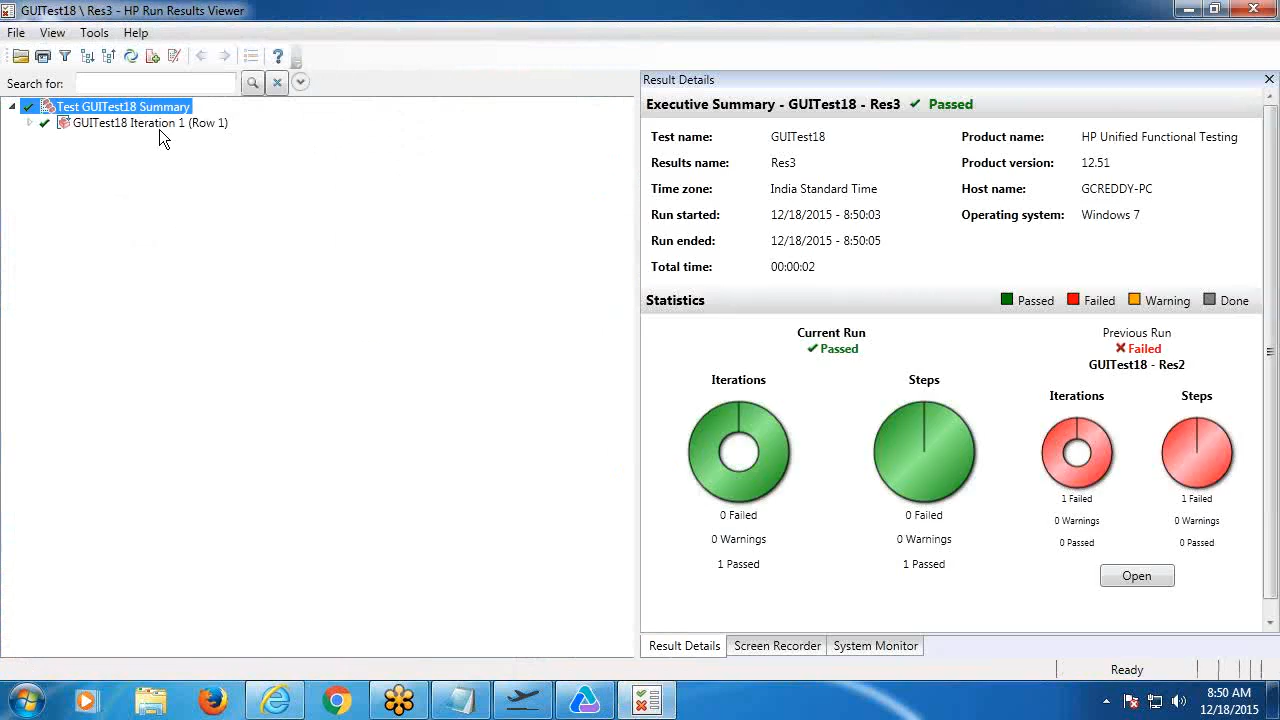 GUITest18 \ Res3 - HP Run Results Viewer
File View Tools Help
Search for:
Test GUITest18 Summary
GUITest18 Iteration 1 (Row 1)
Result Details
Executive Summary - GUITest18 - Res3 Passed
Test name: GUITest18 Product name: HP Unified Functional Testing
Results name: Res3 Product version: 12.51
Time zone: India Standard Time Host name: GCREDDY-PC
Run started: 12/18/2015 - 8:50:03 Operating system: Windows 7
Run ended: 12/18/2015 - 8:50:05
Total time: 00:00:02
Statistics Passed Failed Warning Done
Current Run
Passed
Iterations Steps
0 Failed 0 Failed
0 Warnings 0 Warnings
1 Passed 1 Passed
Previous Run
Failed
GUITest18 - Res2
Iterations Steps
1 Failed 1 Failed
0 Warnings 0 Warnings
0 Passed 0 Passed
Open
Result Details Screen Recorder System Monitor
Ready
8:50 AM
12/18/2015